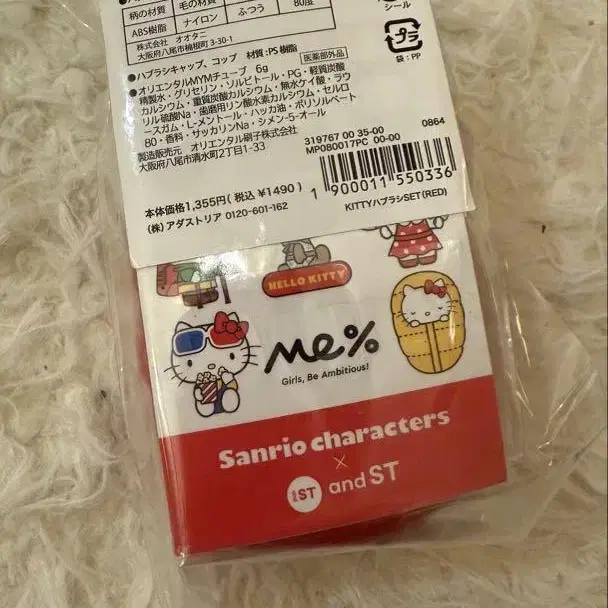 柄の材質 毛の材質
ABS樹脂 ナイロン ふつう 80度
株式会社 オオタニ
大阪府八尾市楠根町3-30-1
シール
プラ
袋:PP
●ハブラシキャップ、コップ 材質:PS樹脂
●オリエンタルMYMチューブ 6g 医薬部外品
精製水・グリセリン・ソルビトール・PG・軽質炭酸
カルシウム・重質炭酸カルシウム・無水ケイ酸・ラウ
リル硫酸Na・歯磨用リン酸水素カルシウム・セルロ
ースガム・L-メントール・ハッカ油・ポリソルベート
80・香料・サッカリンNa・シメン-5-オール
製造販売元 オリエンタル刷子株式会社
大阪府八尾市清水町2丁目1-33
319767 00 35-00 0864
MP080017PC 00-00
1 900011 550336
本体価格1,355円(税込 ¥1490)
(株)アダストリア 0120-601-162
KITTYハブラシSET(RED)
HELLO KITTY
me%
Girls, Be Ambitious!
Sanrio characters
×
ST and ST